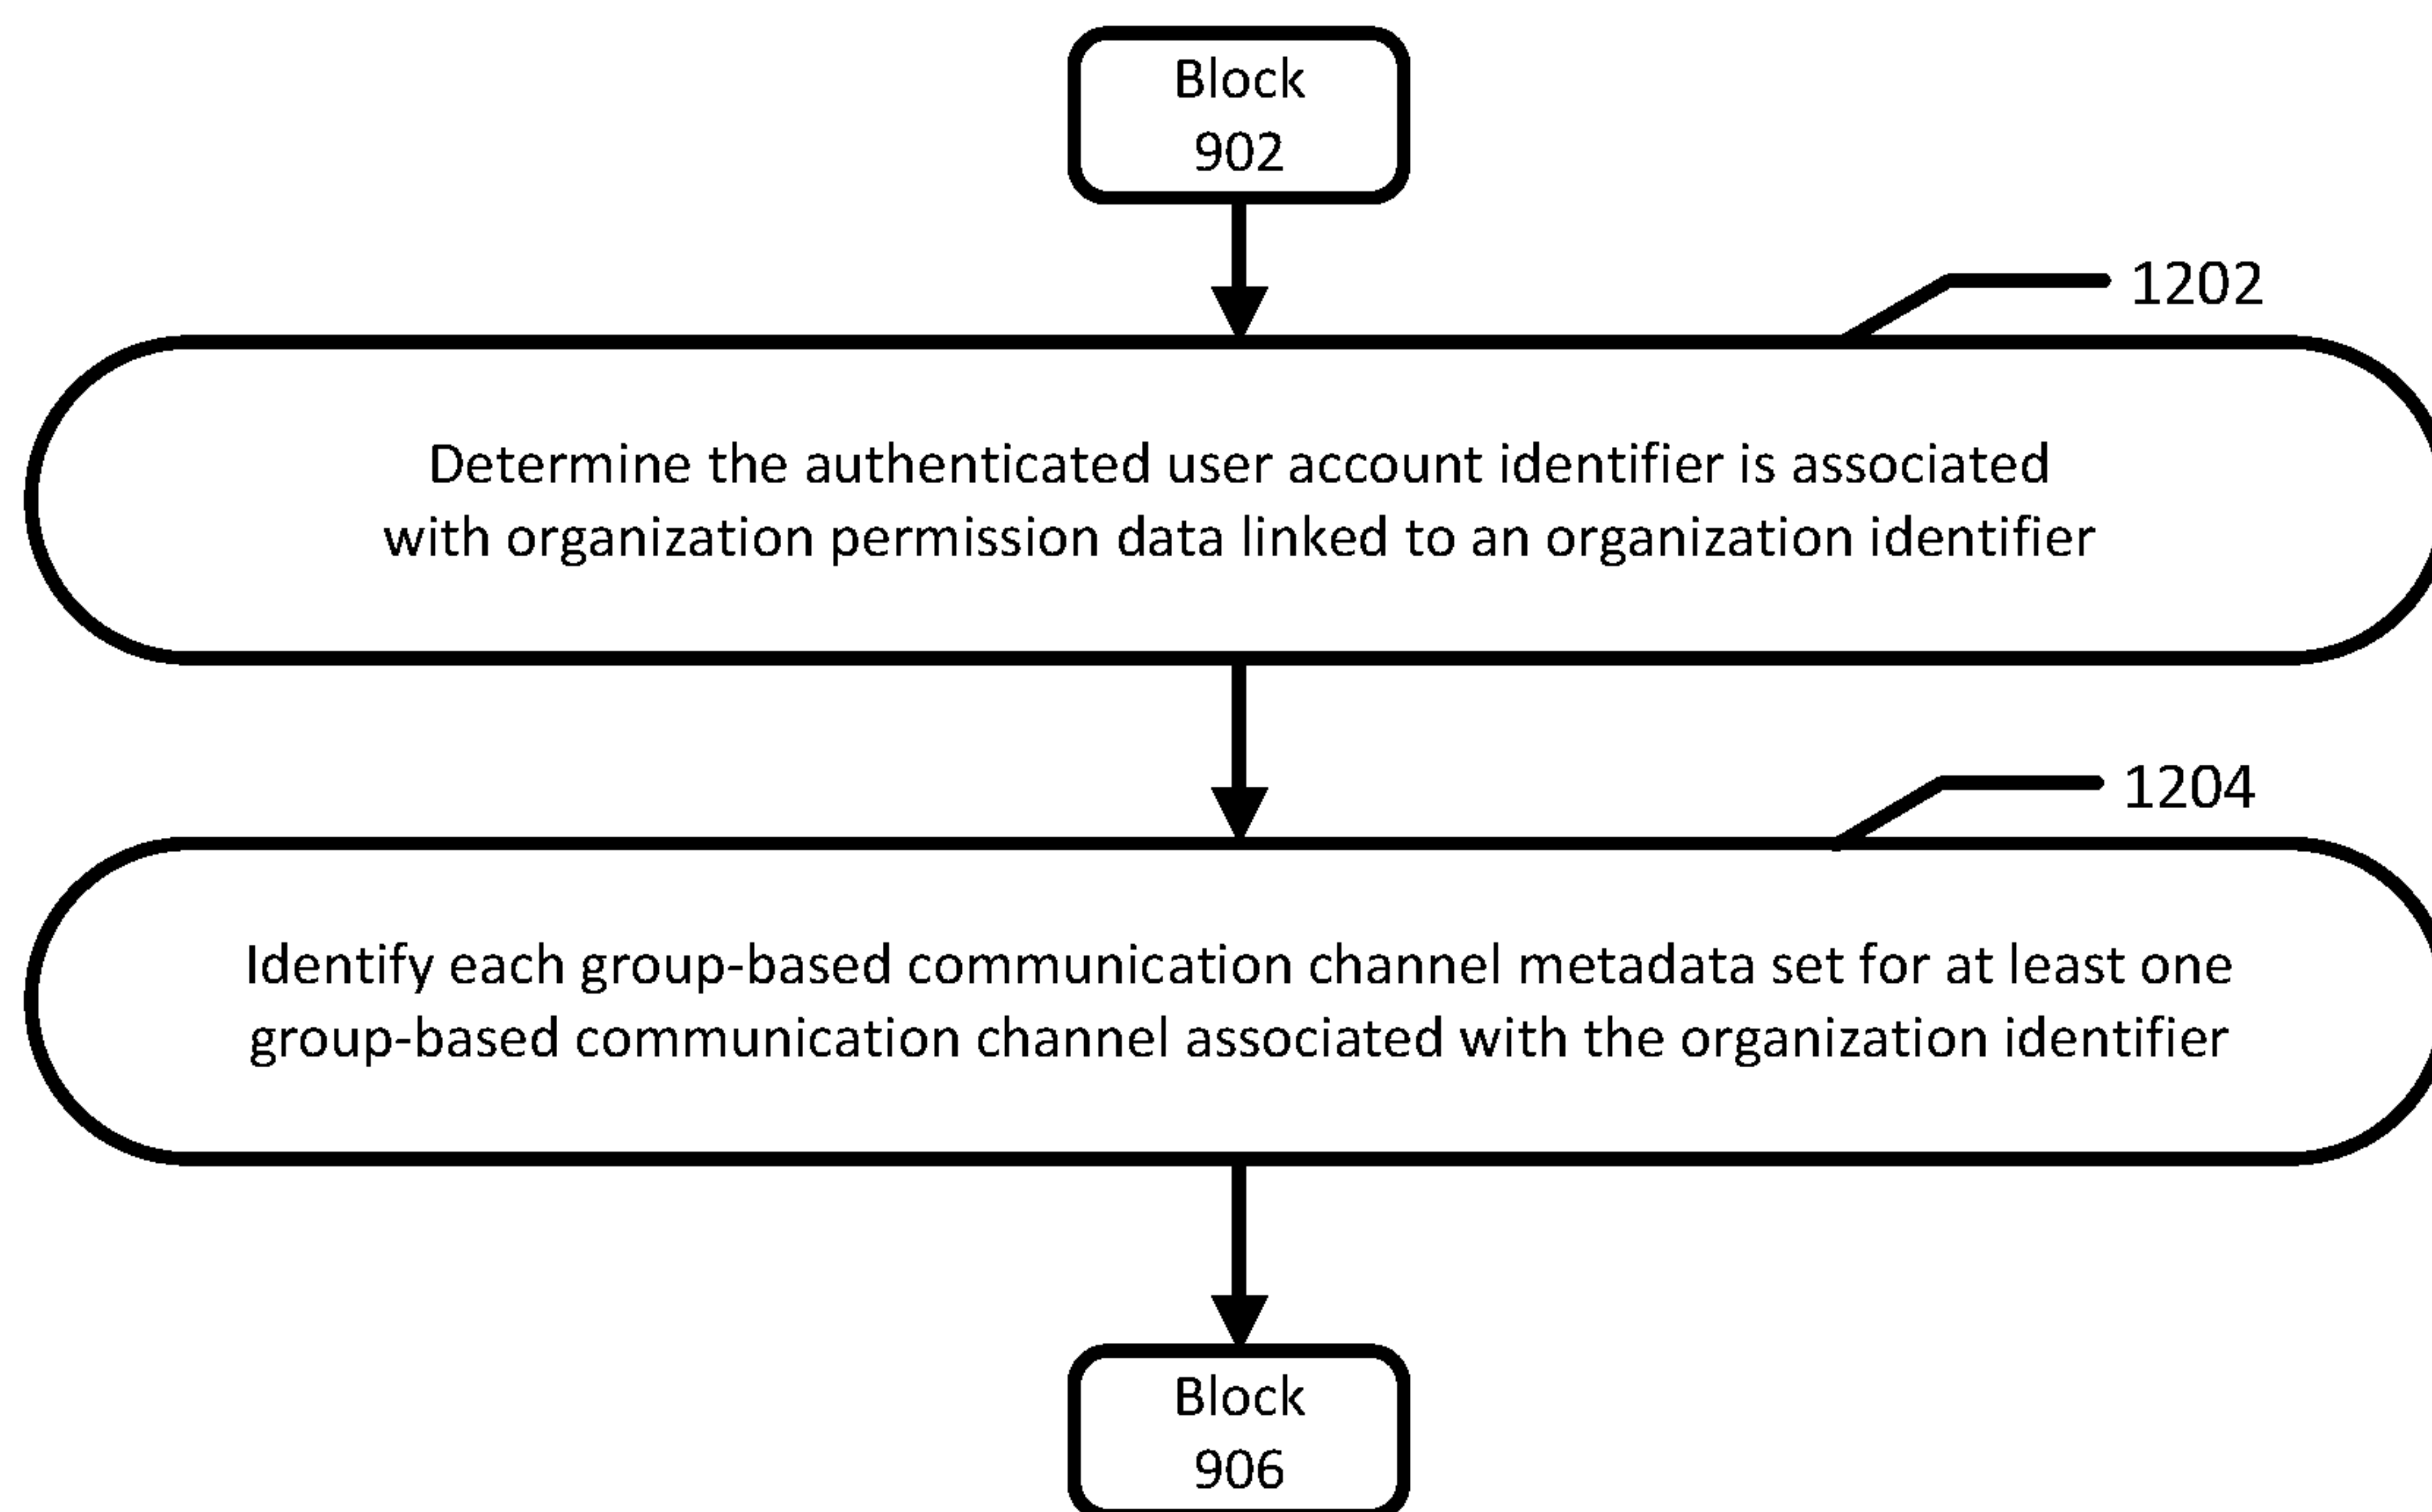 Block
902
1202
Determine the authenticated user account identifier is associated
with organization permission data linked to an organization identifier
1204
Identify each group-based communication channel metadata set for at least one
group-based communication channel associated with the organization identifier
Block
906